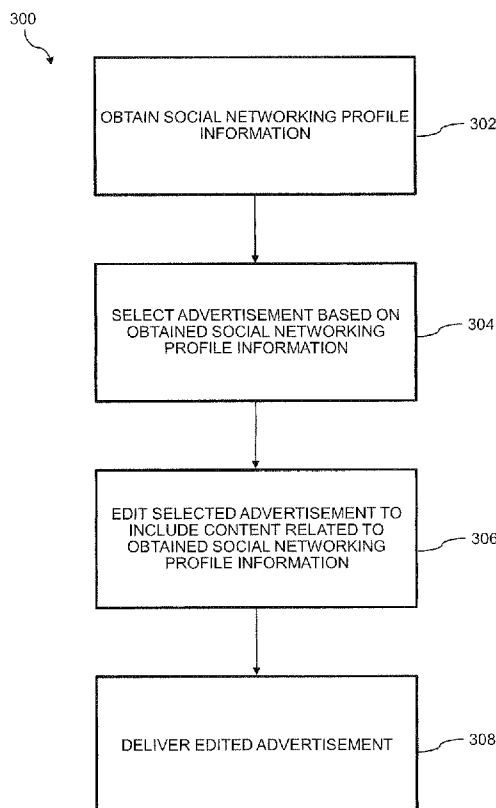 300
OBTAIN SOCIAL NETWORKING PROFILE
INFORMATION
302
SELECT ADVERTISEMENT BASED ON
OBTAINED SOCIAL NETWORKING
PROFILE INFORMATION
304
EDIT SELECTED ADVERTISEMENT TO
INCLUDE CONTENT RELATED TO
OBTAINED SOCIAL NETWORKING
PROFILE INFORMATION
306
DELIVER EDITED ADVERTISEMENT
308